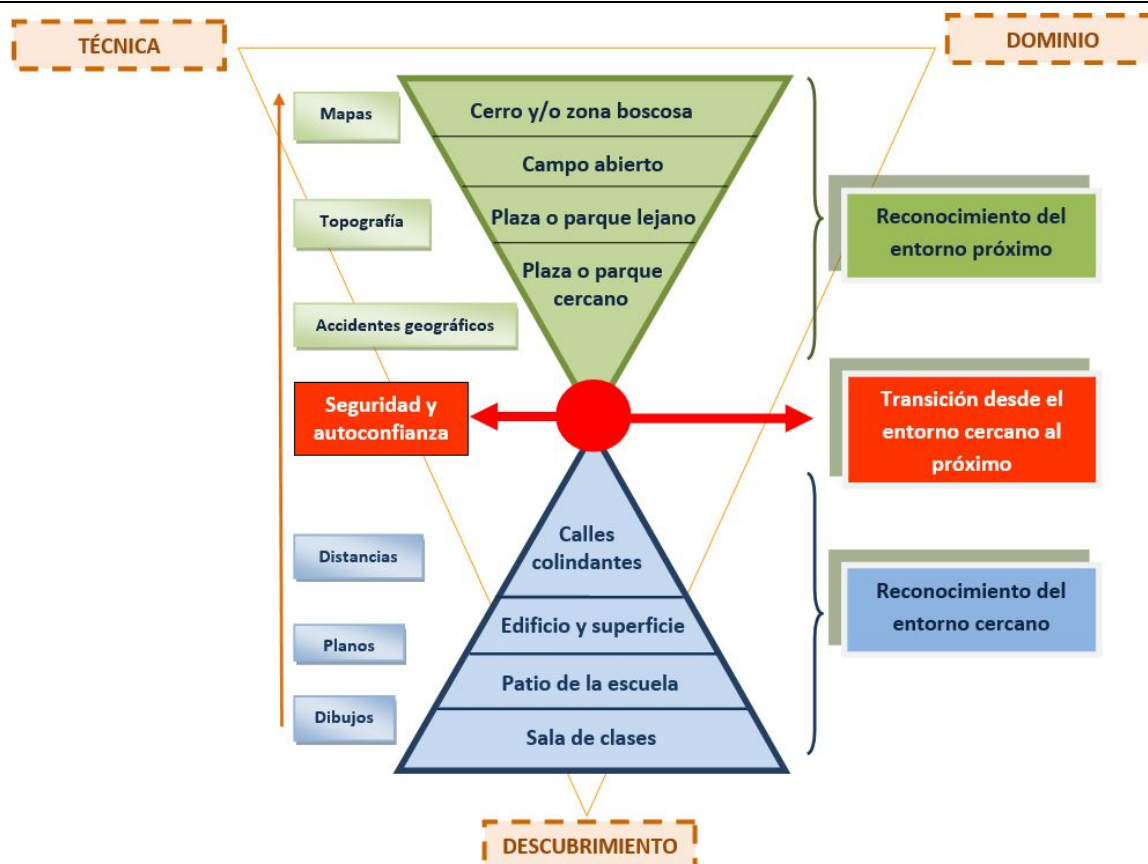 TÉCNICA
DOMINIO
Mapas
Cerro y/o zona boscosa
Campo abierto
Topografía
Plaza o parque lejano
Reconocimiento del
entorno próximo
Plaza o parque
cercano
Accidentes geográficos
Seguridad y
autoconfianza
Transición desde el
entorno cercano al
próximo
Distancias
Calles
colindantes
Reconocimiento del
entorno cercano
Edificio y superficie
Planos
Patio de la escuela
Dibujos
Sala de clases
DESCUBRIMIENTO